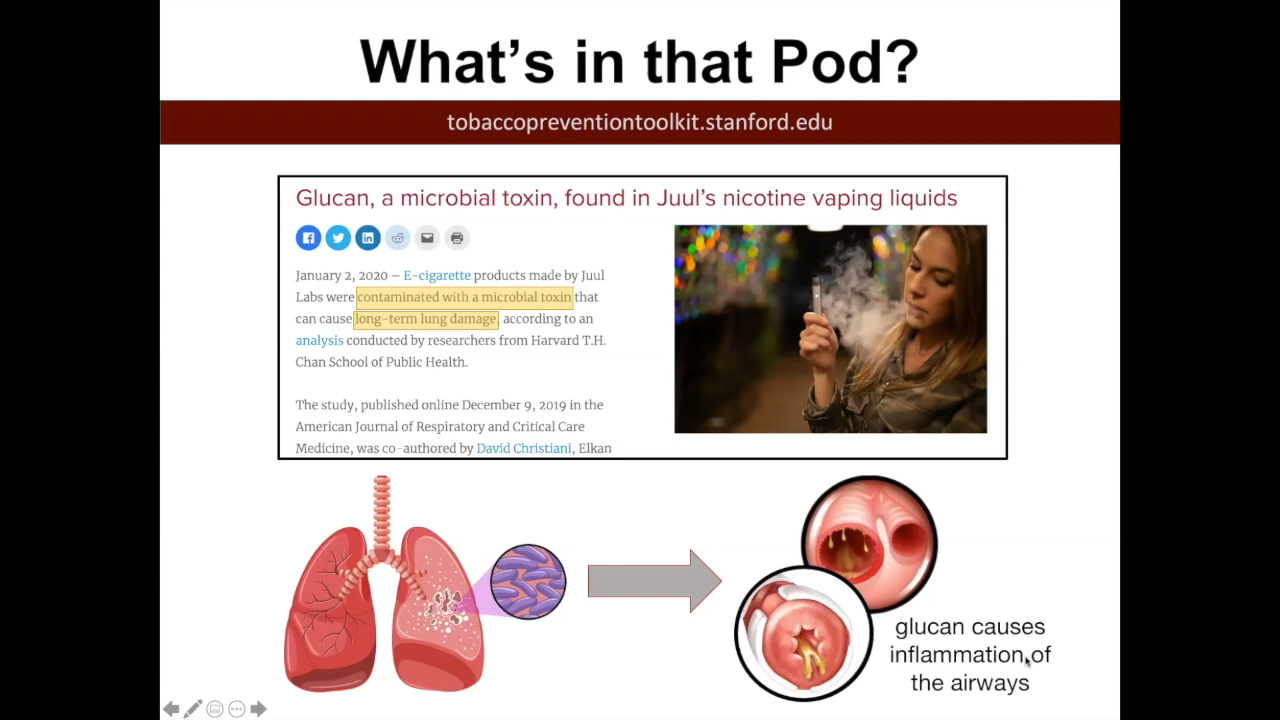 What's in that Pod?
tobaccopreventiontoolkit.stanford.edu
Glucan, a microbial toxin, found in Juul's nicotine vaping liquids
January 2, 2020 – E-cigarette products made by Juul
Labs were contaminated with a microbial toxin that
can cause long-term lung damage, according to an
analysis conducted by researchers from Harvard T.H.
Chan School of Public Health.
The study, published online December 9, 2019 in the
American Journal of Respiratory and Critical Care
Medicine, was co-authored by David Christiani, Elkan
glucan causes
inflammation of
the airways